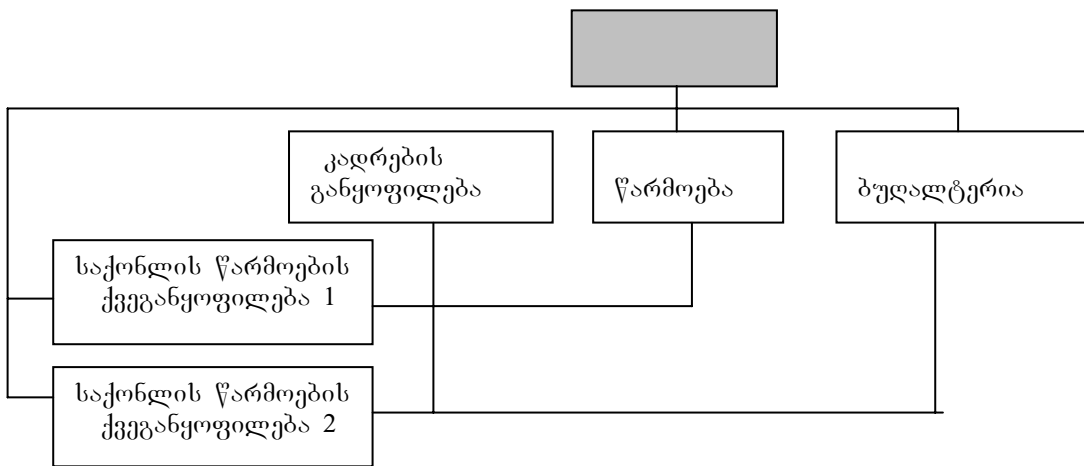 კადრების
განყოფილება
წარმოება
ბუღალტერია
საქონლის წარმოების
ქვეგანყოფილება 1
საქონლის წარმოების
ქვეგანყოფილება 2